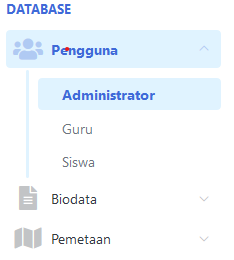 DATABASE
Pengguna
Administrator
Guru
Siswa
Biodata
Pemetaan